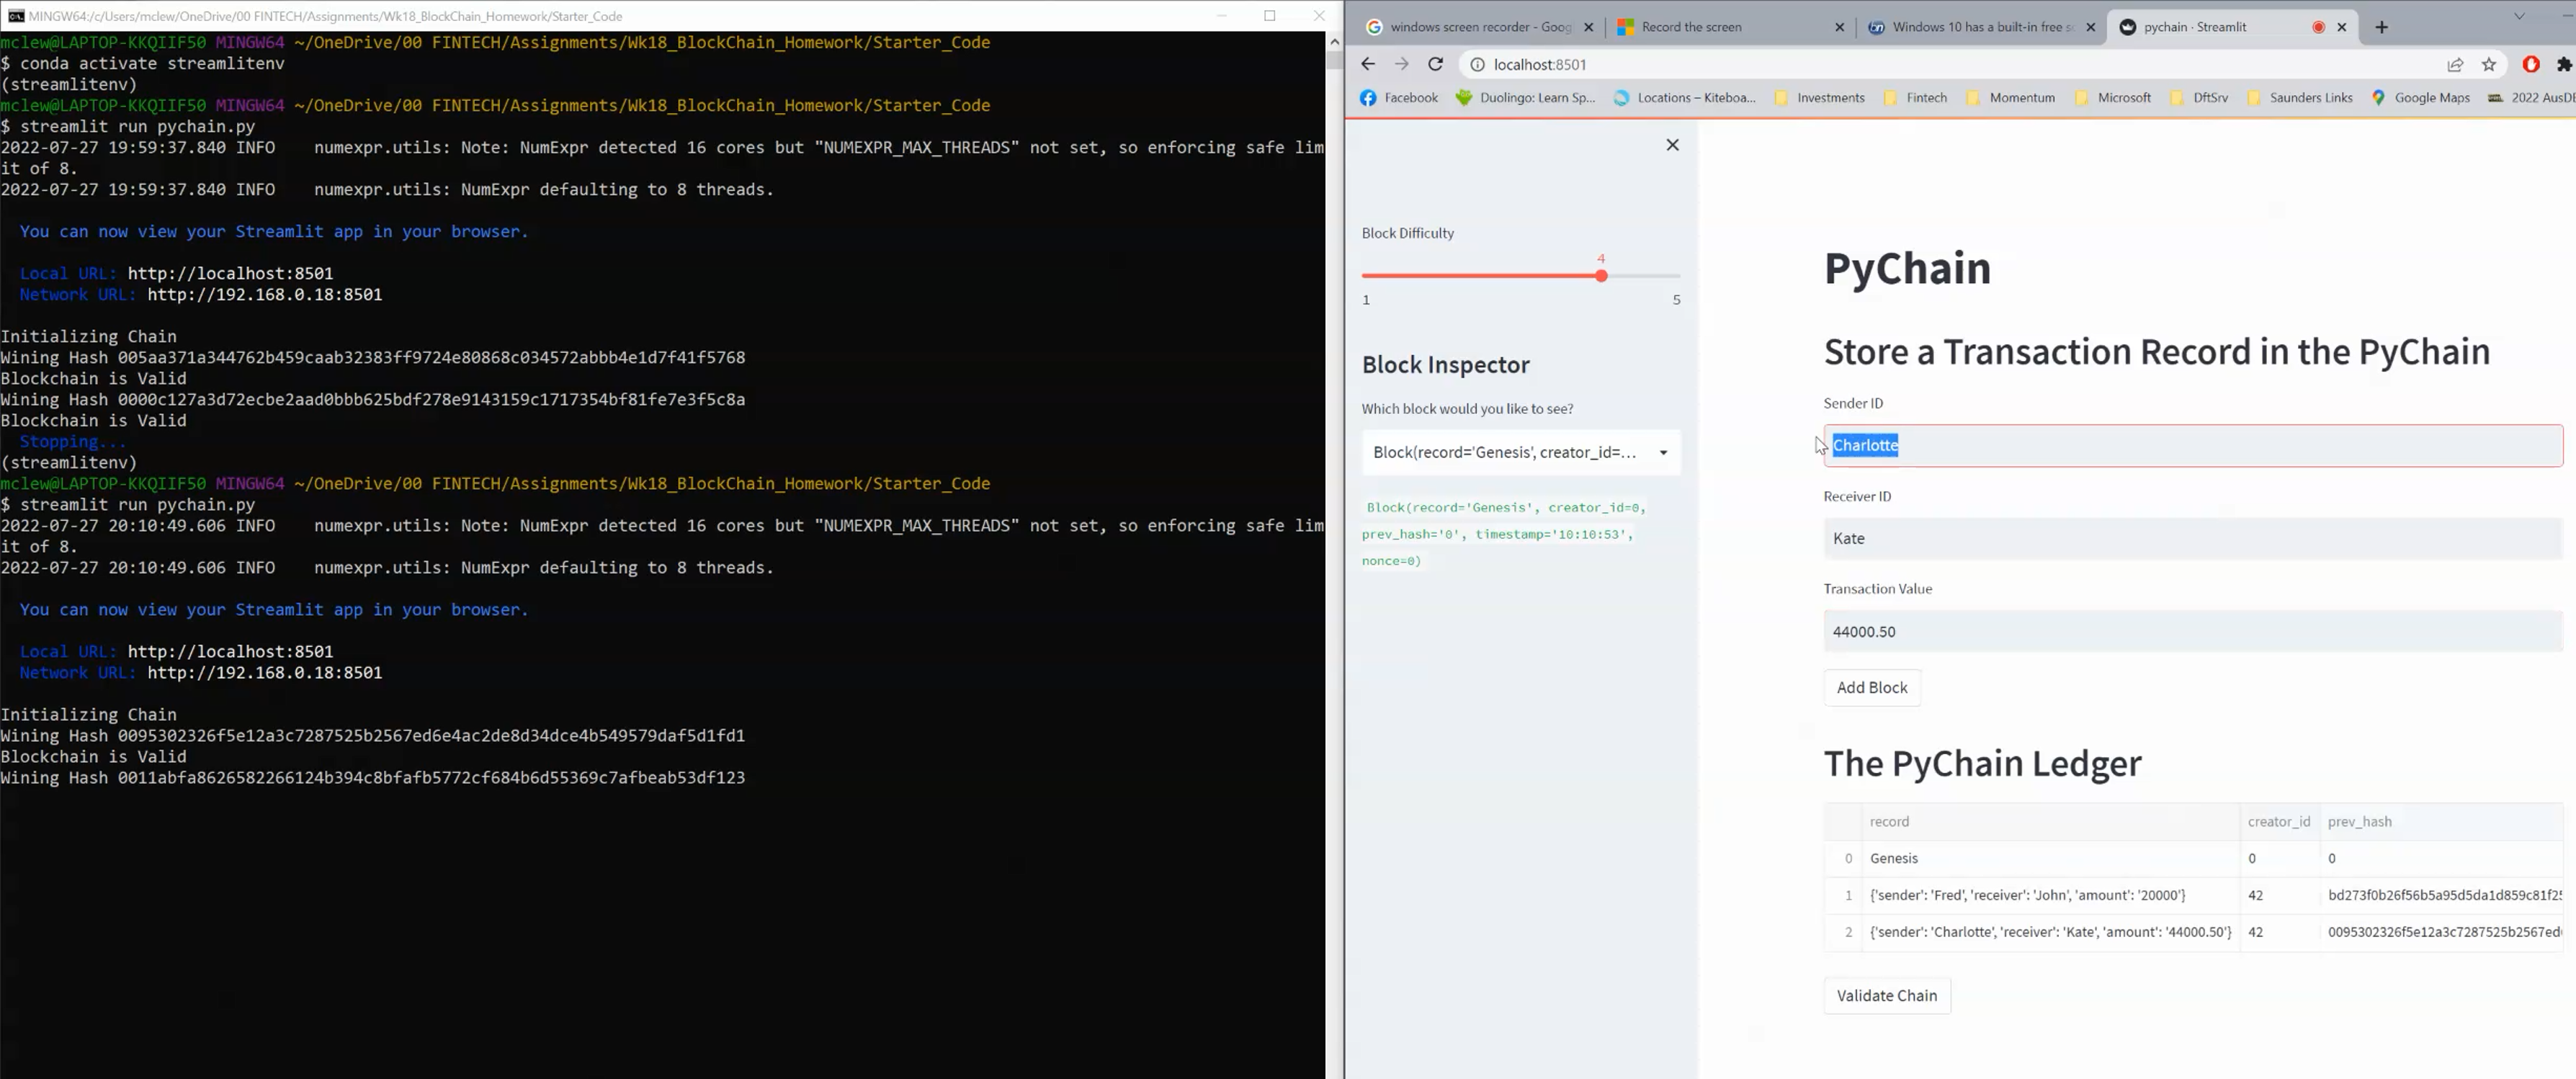 MINGW64:/c/Users/mclew/OneDrive/00 FINTECH/Assignments/Wk18_BlockChain_Homework/Starter_Code
mclew@LAPTOP-KKQIIF50 MINGW64 ~/OneDrive/00 FINTECH/Assignments/Wk18_BlockChain_Homework/Starter_Code
$ conda activate streamlitenv
(streamlitenv)
mclew@LAPTOP-KKQIIF50 MINGW64 ~/OneDrive/00 FINTECH/Assignments/Wk18_BlockChain_Homework/Starter_Code
$ streamlit run pychain.py
2022-07-27 19:59:37.840 INFO    numexpr.utils: Note: NumExpr detected 16 cores but "NUMEXPR_MAX_THREADS" not set, so enforcing safe lim
it of 8.
2022-07-27 19:59:37.840 INFO    numexpr.utils: NumExpr defaulting to 8 threads.
You can now view your Streamlit app in your browser.
Local URL: http://localhost:8501
Network URL: http://192.168.0.18:8501
Initializing Chain
Wining Hash 005aa371a344762b459caab32383ff9724e80868c034572abbb4e1d7f41f5768
Blockchain is Valid
Wining Hash 0000c127a3d72ecbe2aad0bbb625bdf278e9143159c1717354bf81fe7e3f5c8a
Blockchain is Valid
Stopping...
(streamlitenv)
mclew@LAPTOP-KKQIIF50 MINGW64 ~/OneDrive/00 FINTECH/Assignments/Wk18_BlockChain_Homework/Starter_Code
$ streamlit run pychain.py
2022-07-27 20:10:49.606 INFO    numexpr.utils: Note: NumExpr detected 16 cores but "NUMEXPR_MAX_THREADS" not set, so enforcing safe lim
it of 8.
2022-07-27 20:10:49.606 INFO    numexpr.utils: NumExpr defaulting to 8 threads.
You can now view your Streamlit app in your browser.
Local URL: http://localhost:8501
Network URL: http://192.168.0.18:8501
Initializing Chain
Wining Hash 0095302326f5e12a3c7287525b2567ed6e4ac2de8d34dce4b549579daf5d1fd1
Blockchain is Valid
Wining Hash 0011abfa8626582266124b394c8bfafb5772cf684b6d55369c7afbeab53df123
windows screen recorder - Goog
Record the screen
Windows 10 has a built-in free sc
pychain · Streamlit
localhost:8501
Facebook
Duolingo: Learn Sp...
Locations – Kiteboa...
Investments
Fintech
Momentum
Microsoft
DftSrv
Saunders Links
Google Maps
2022 AusDE
Block Difficulty
4
1 5
Block Inspector
Which block would you like to see?
Block(record='Genesis', creator_id=...
Block(record='Genesis', creator_id=0,
prev_hash='0', timestamp='10:10:53',
nonce=0)
PyChain
Store a Transaction Record in the PyChain
Sender ID
Charlotte
Receiver ID
Kate
Transaction Value
44000.50
Add Block
The PyChain Ledger
record creator_id prev_hash
0 Genesis 0 0
1 {'sender': 'Fred', 'receiver': 'John', 'amount': '20000'} 42 bd273f0b26f56b5a95d5da1d859c81f25
2 {'sender': 'Charlotte', 'receiver': 'Kate', 'amount': '44000.50'} 42 0095302326f5e12a3c7287525b2567ed
Validate Chain